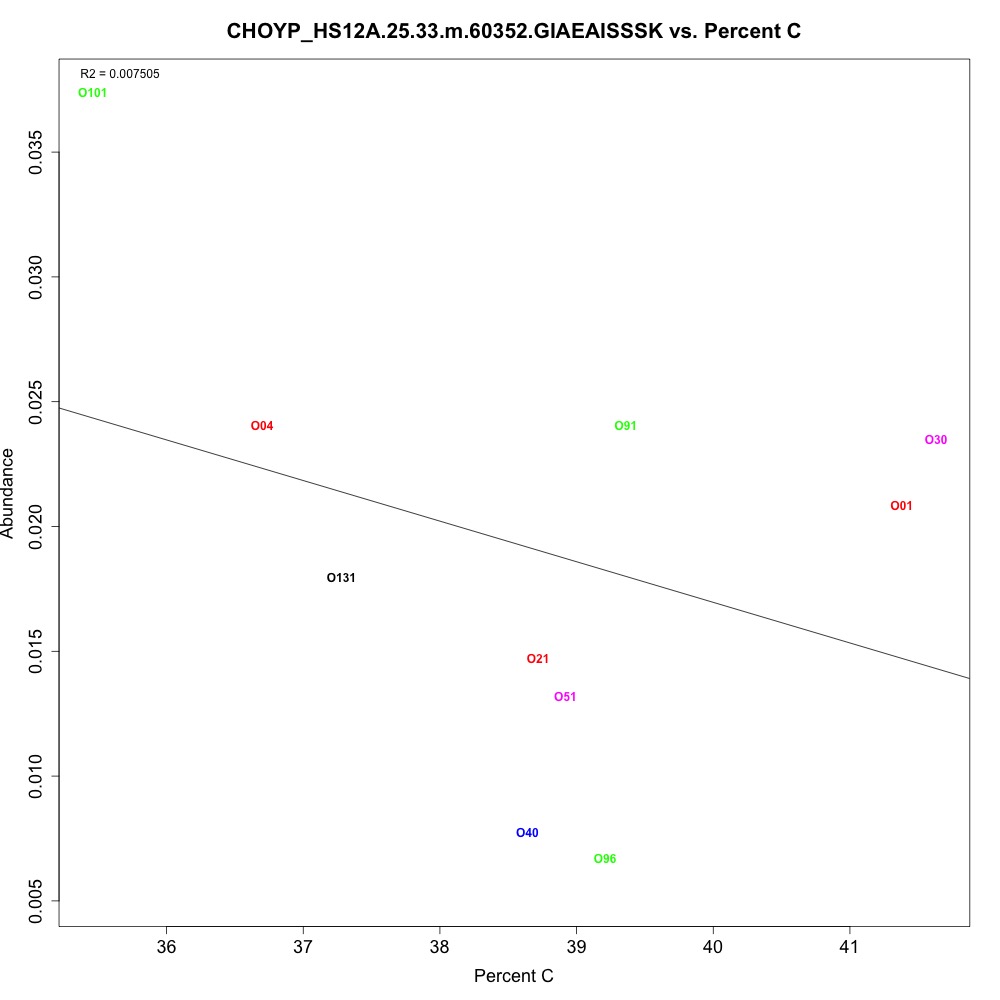 CHOYP_HS12A.25.33.m.60352.GIAEAISSSK vs. Percent C
R2 = 0.007505
O101
0.035
0.030
0.025
O04
O91
O30
O01
0.020
Abundance
O131
0.015
O21
O51
0.010
O40
O96
0.005
36 37 38 39 40 41
Percent C